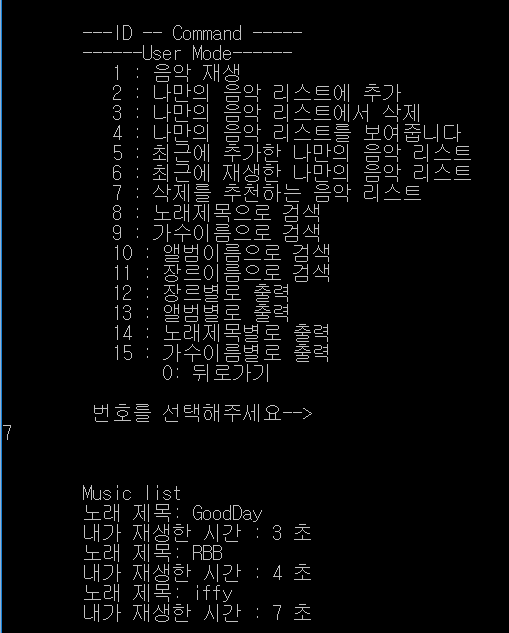 ---ID -- Command -----
------User Mode------
1 : 음악 재생
2 : 나만의 음악 리스트에 추가
3 : 나만의 음악 리스트에서 삭제
4 : 나만의 음악 리스트를 보여줍니다
5 : 최근에 추가한 나만의 음악 리스트
6 : 최근에 재생한 나만의 음악 리스트
7 : 삭제를 추천하는 음악 리스트
8 : 노래제목으로 검색
9 : 가수이름으로 검색
10 : 앨범이름으로 검색
11 : 장르이름으로 검색
12 : 장르별로 출력
13 : 앨범별로 출력
14 : 노래제목별로 출력
15 : 가수이름별로 출력
0: 뒤로가기
번호를 선택해주세요-->
7
Music list
노래 제목: GoodDay
내가 재생한 시간 : 3 초
노래 제목: RBB
내가 재생한 시간 : 4 초
노래 제목: iffy
내가 재생한 시간 : 7 초